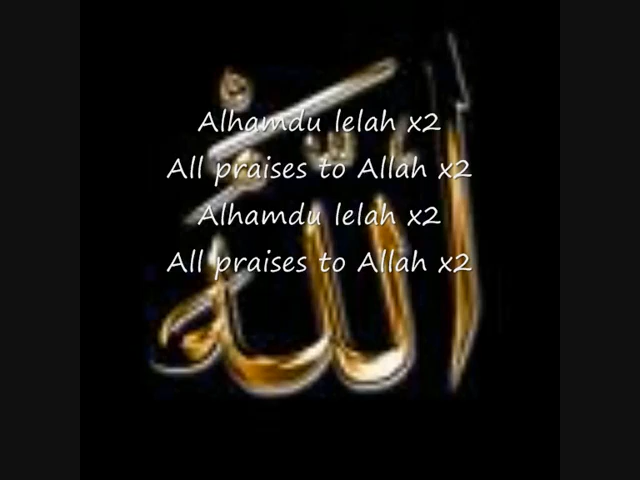 Alhamdu lelah x2
All praises to Allah x2
Alhamdu lelah x2
All praises to Allah x2
الله